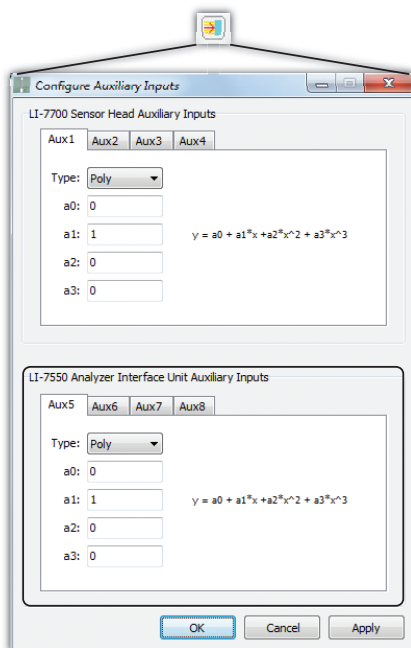 Configure Auxiliary Inputs
LI-7700 Sensor Head Auxiliary Inputs
Aux1 Aux2 Aux3 Aux4
Type: Poly
a0: 0
a1: 1 y = a0 + a1*x +a2*x^2 + a3*x^3
a2: 0
a3: 0
LI-7550 Analyzer Interface Unit Auxiliary Inputs
Aux5 Aux6 Aux7 Aux8
Type: Poly
a0: 0
a1: 1 y = a0 + a1*x +a2*x^2 + a3*x^3
a2: 0
a3: 0
OK Cancel Apply